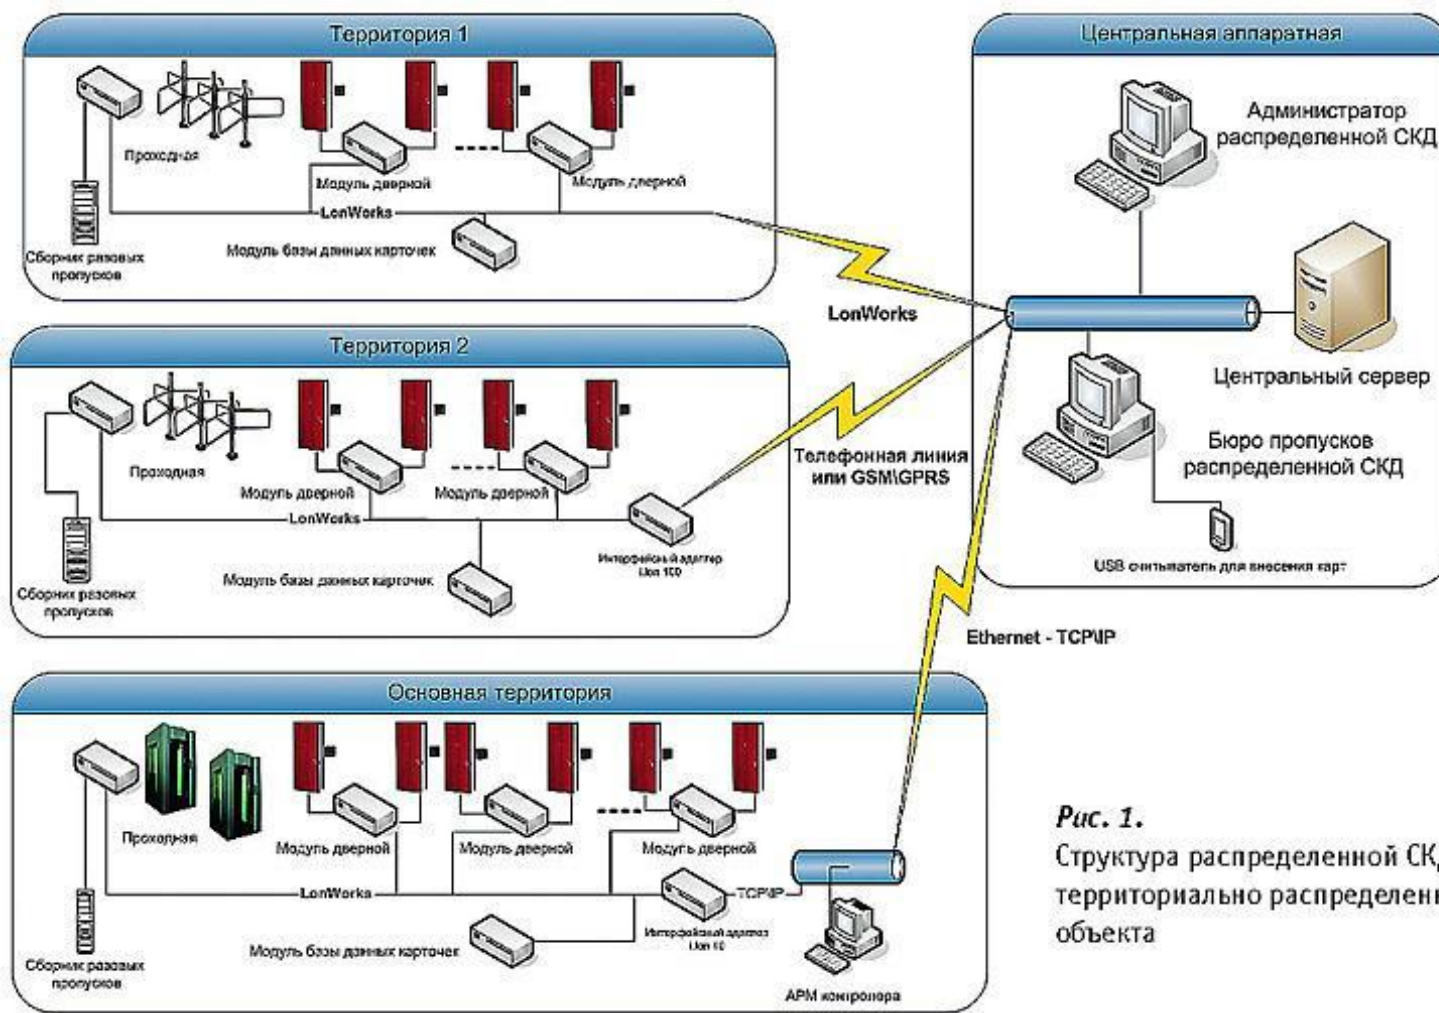 Территория 1
Проходная
Модуль дверной
Модуль дверной
LonWorks
Модуль базы данных карточек
Сборник разовых
пропусков
Территория 2
Проходная
Модуль дверной
Модуль дверной
LonWorks
Интерфейсный адаптер
i.lon 100
Модуль базы данных карточек
Сборник разовых
пропусков
Основная территория
Проходная
Модуль дверной
Модуль дверной
Модуль дверной
LonWorks
TCP\IP
Интерфейсный адаптер
i.lon 10
Модуль базы данных карточек
Сборник разовых
пропусков
АРМ контролера
LonWorks
Телефонная линия
или GSM\GPRS
Ethernet - TCP\IP
Центральная аппаратная
Администратор
распределенной СКД
Центральный сервер
Бюро пропусков
распределенной СКД
USB считыватель для внесения карт
Рис. 1.
Структура распределенной
территориально
объекта